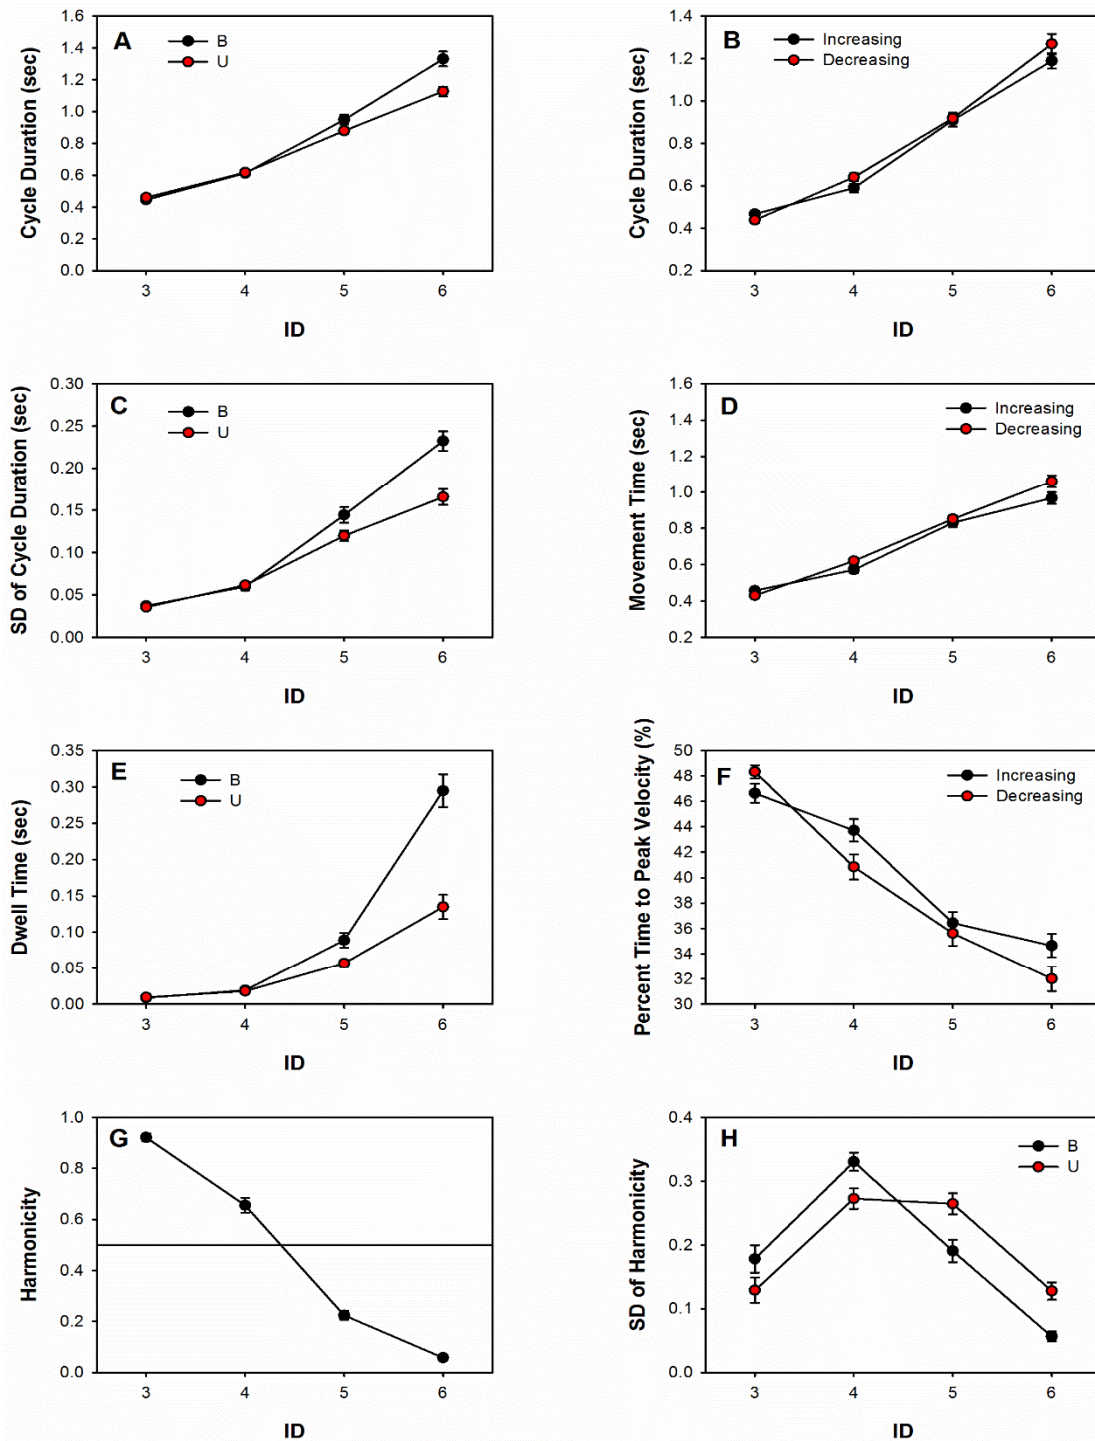 A
B
U
Cycle Duration (sec)
1.6
1.4
1.2
1.0
0.8
0.6
0.4
0.2
0.0
3 4 5 6
ID
B
Increasing
Decreasing
Cycle Duration (sec)
1.4
1.2
1.0
0.8
0.6
0.4
0.2
3 4 5 6
ID
C
B
U
SD of Cycle Duration (sec)
0.30
0.25
0.20
0.15
0.10
0.05
0.00
3 4 5 6
ID
D
Increasing
Decreasing
Movement Time (sec)
1.6
1.4
1.2
1.0
0.8
0.6
0.4
0.2
3 4 5 6
ID
E
B
U
Dwell Time (sec)
0.35
0.30
0.25
0.20
0.15
0.10
0.05
0.00
3 4 5 6
ID
F
Increasing
Decreasing
Percent Time to Peak Velocity (%)
50
48
46
44
42
40
38
36
34
32
30
3 4 5 6
ID
G
Harmonicity
1.0
0.8
0.6
0.4
0.2
0.0
3 4 5 6
ID
H
B
U
SD of Harmonicity
0.4
0.3
0.2
0.1
0.0
3 4 5 6
ID